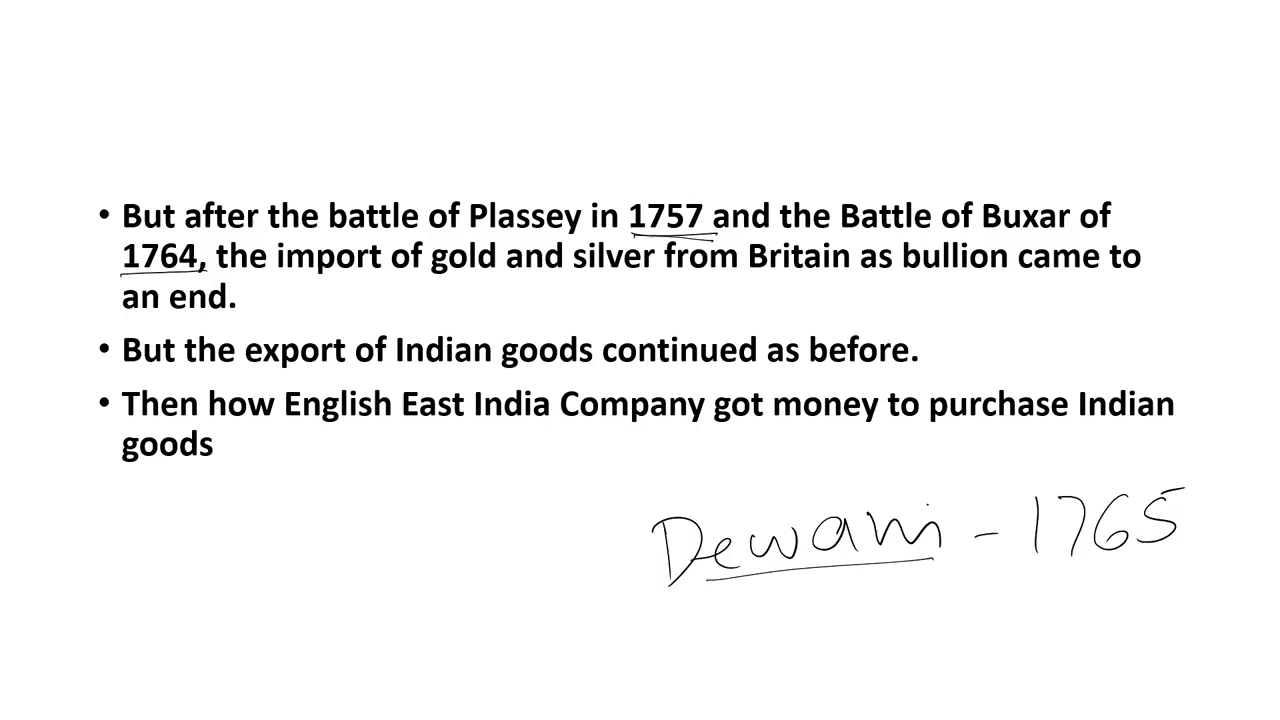 • But after the battle of Plassey in 1757 and the Battle of Buxar of
1764, the import of gold and silver from Britain as bullion came to
an end.
• But the export of Indian goods continued as before.
• Then how English East India Company got money to purchase Indian
goods
Dewani - 1765